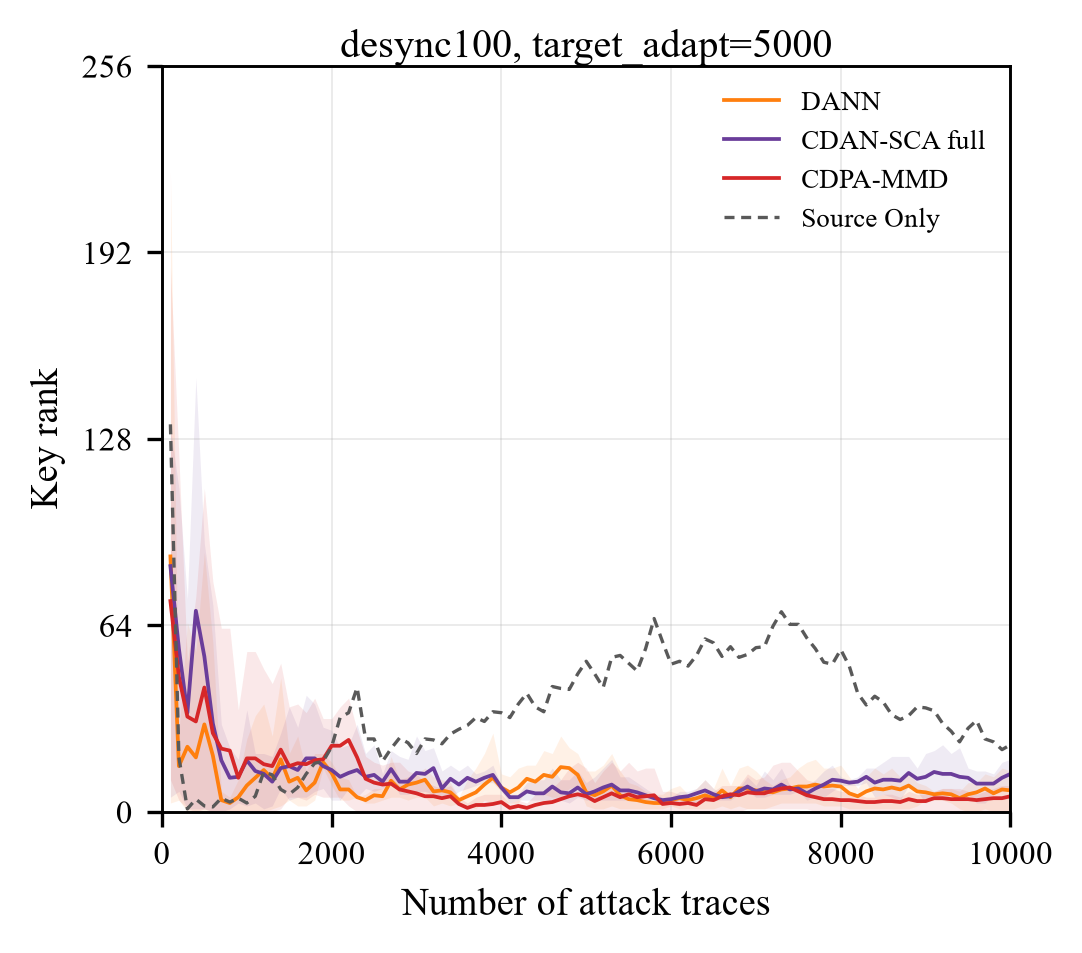 desync100, target_adapt=5000
256
192
128
64
0
Key rank
DANN
CDAN-SCA full
CDPA-MMD
Source Only
0 2000 4000 6000 8000 10000
Number of attack traces